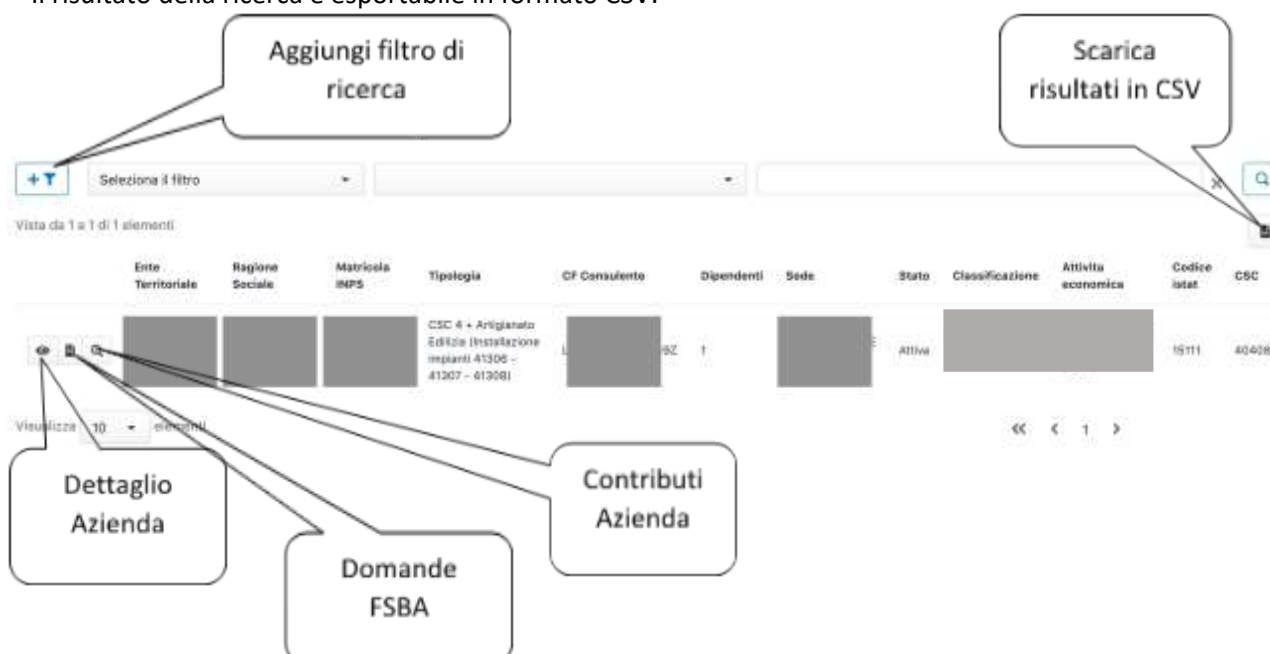 Il risultato della ricerca è esportabile in formato CSV.
Aggiungi filtro di
ricerca
Scarica
risultati in CSV
Seleziona il filtro
Vista da 1 a 1 di 1 elementi
Ente
Territoriale
Ragione
Sociale
Matricola
INPS
Tipologia
CF Consulente
Dipendenti
Sede
Stato
Classificazione
Attivita
economica
Codice
istat
CSC
CSC 4 + Artigianato
Edilizia (Installazione
impianti 41306 -
41307 - 41308)
1
Attiva
15111
40408
Visualizza 10 elementi
1
Dettaglio
Azienda
Contributi
Azienda
Domande
FSBA